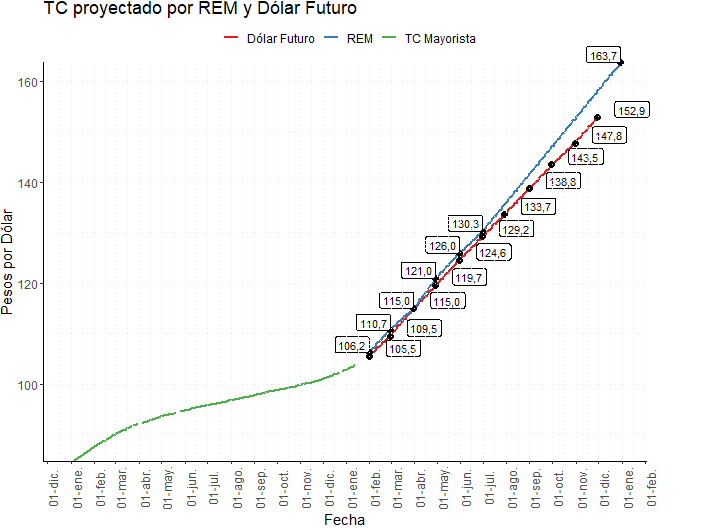 TC proyectado por REM y Dólar Futuro
Dólar Futuro REM TC Mayorista
163,7
160
152,9
147,8
143,5
140
138,8
133,7
130,3
129,2
126,0
124,6
121,0
120
119,7
115,0
115,0
110,7
109,5
106,2
105,5
100
Pesos por Dólar
01-dic.
01-ene.
01-feb.
01-mar.
01-abr.
01-may.
01-jun.
01-jul.
01-ago.
01-sep.
01-oct.
01-nov.
01-dic.
01-ene.
01-feb.
01-mar.
01-abr.
01-may.
01-jun.
01-jul.
01-ago.
01-sep.
01-oct.
01-nov.
01-dic.
01-ene.
01-feb.
Fecha